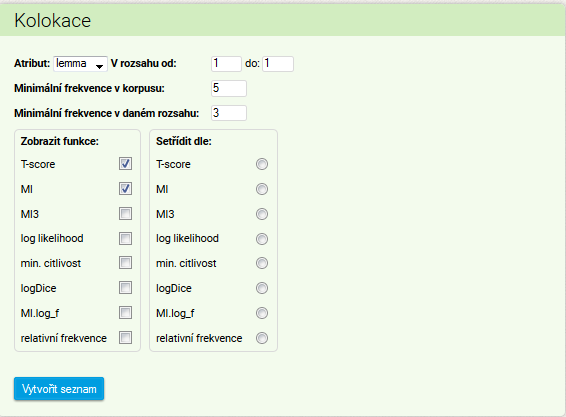 Kolokace
Atribut: lemma V rozsahu od: 1 do: 1
Minimální frekvence v korpusu: 5
Minimální frekvence v daném rozsahu: 3
Zobrazit funkce:
T-score
MI
MI3
log likelihood
min. citlivost
logDice
MI.log_f
relativní frekvence
Setřídit dle:
T-score
MI
MI3
log likelihood
min. citlivost
logDice
MI.log_f
relativní frekvence
Vytvořit seznam